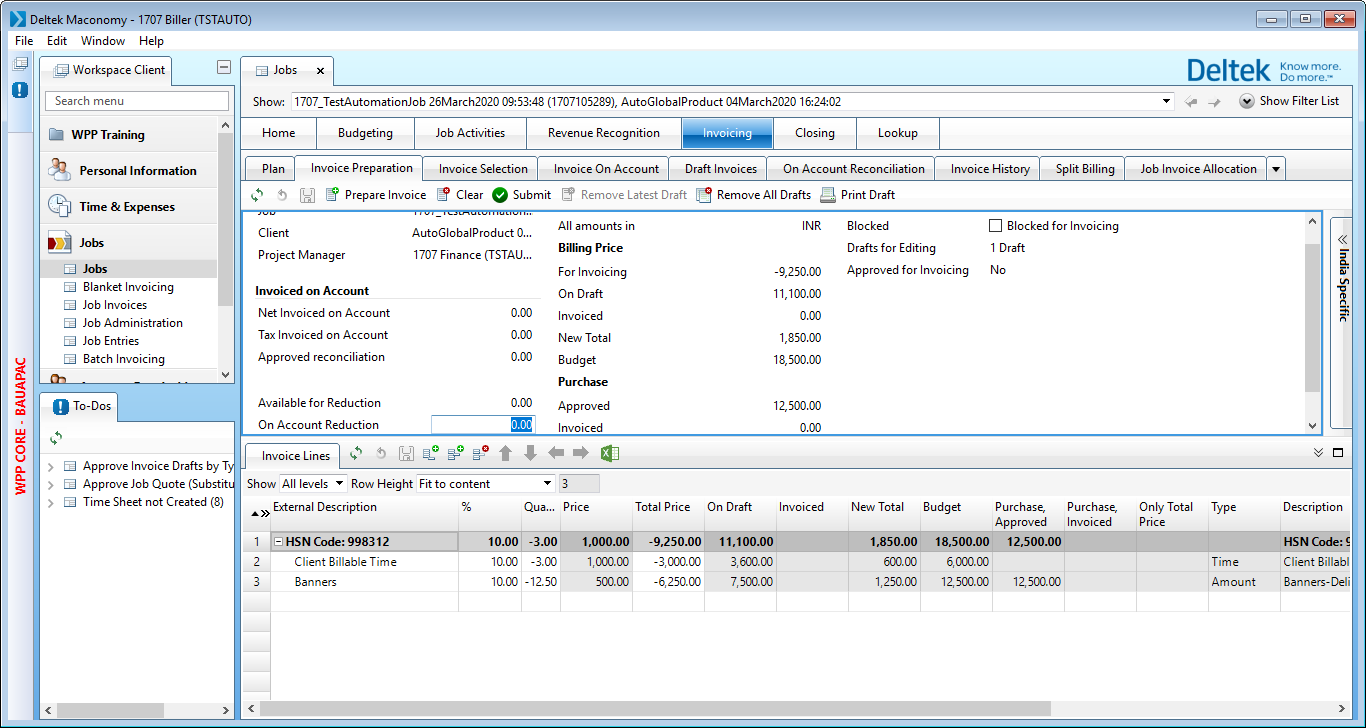 Deltek Maconomy - 1707 Biller (TSTAUTO)
File Edit Window Help
Workspace Client
Search menu
WPP Training
Personal Information
Time & Expenses
Jobs
Jobs
Blanket Invoicing
Job Invoices
Job Administration
Job Entries
Batch Invoicing
WPP CORE - BAUAPAC
To-Dos
Approve Invoice Drafts by Ty
Approve Job Quote (Substitu
Time Sheet not Created (8)
Jobs
Deltek Know more. Do more.™
Show: 1707_TestAutomationJob 26March2020 09:53:48 (1707105289), AutoGlobalProduct 04March2020 16:24:02 Show Filter List
Home Budgeting Job Activities Revenue Recognition Invoicing Closing Lookup
Plan Invoice Preparation Invoice Selection Invoice On Account Draft Invoices On Account Reconciliation Invoice History Split Billing Job Invoice Allocation
Prepare Invoice Clear Submit Remove Latest Draft Remove All Drafts Print Draft
Job 1707_TestAutomation...
Client AutoGlobalProduct 0...
Project Manager 1707 Finance (TSTAU...
Invoiced on Account
Net Invoiced on Account 0.00
Tax Invoiced on Account 0.00
Approved reconciliation 0.00
Available for Reduction 0.00
On Account Reduction 0.00
All amounts in INR
Billing Price
For Invoicing -9,250.00
On Draft 11,100.00
Invoiced 0.00
New Total 1,850.00
Budget 18,500.00
Purchase
Approved 12,500.00
Invoiced 0.00
Blocked Blocked for Invoicing
Drafts for Editing 1 Draft
Approved for Invoicing No
India Specific
Invoice Lines
Show All levels Row Height Fit to content 3
External Description % Qua... Price Total Price On Draft Invoiced New Total Budget Purchase, Approved Purchase, Invoiced Only Total Price Type Description
1 HSN Code: 998312 10.00 -3.00 1,000.00 -9,250.00 11,100.00 1,850.00 18,500.00 12,500.00 HSN Code: 9
2 Client Billable Time 10.00 -3.00 1,000.00 -3,000.00 3,600.00 600.00 6,000.00 Time Client Billabl
3 Banners 10.00 -12.50 500.00 -6,250.00 7,500.00 1,250.00 12,500.00 12,500.00 Amount Banners-Deli